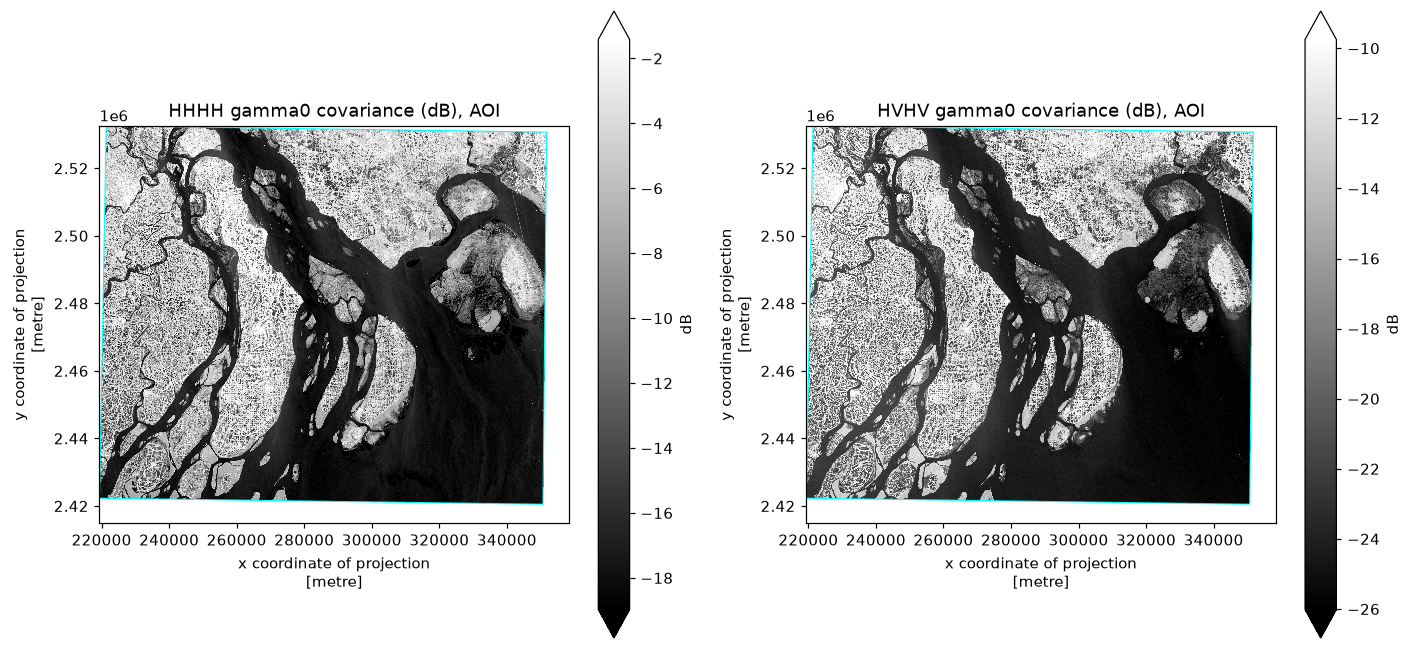 HHHH gamma0 covariance (dB), AOI
1e6
2.52
2.50
2.48
2.46
2.44
2.42
y coordinate of projection
[metre]
220000 240000 260000 280000 300000 320000 340000
x coordinate of projection
[metre]
−2
−4
−6
−8
−10
−12
−14
−16
−18
dB
HVHV gamma0 covariance (dB), AOI
1e6
2.52
2.50
2.48
2.46
2.44
2.42
y coordinate of projection
[metre]
220000 240000 260000 280000 300000 320000 340000
x coordinate of projection
[metre]
−10
−12
−14
−16
−18
−20
−22
−24
−26
dB